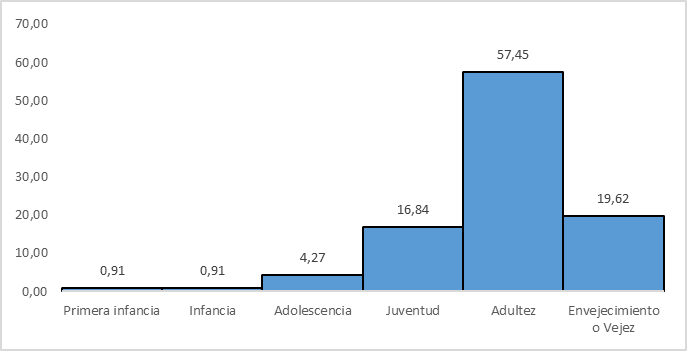 70,00
60,00
50,00
40,00
30,00
20,00
10,00
0,00
0,91
0,91
4,27
16,84
57,45
19,62
Primera infancia
Infancia
Adolescencia
Juventud
Adultez
Envejecimiento
o Vejez